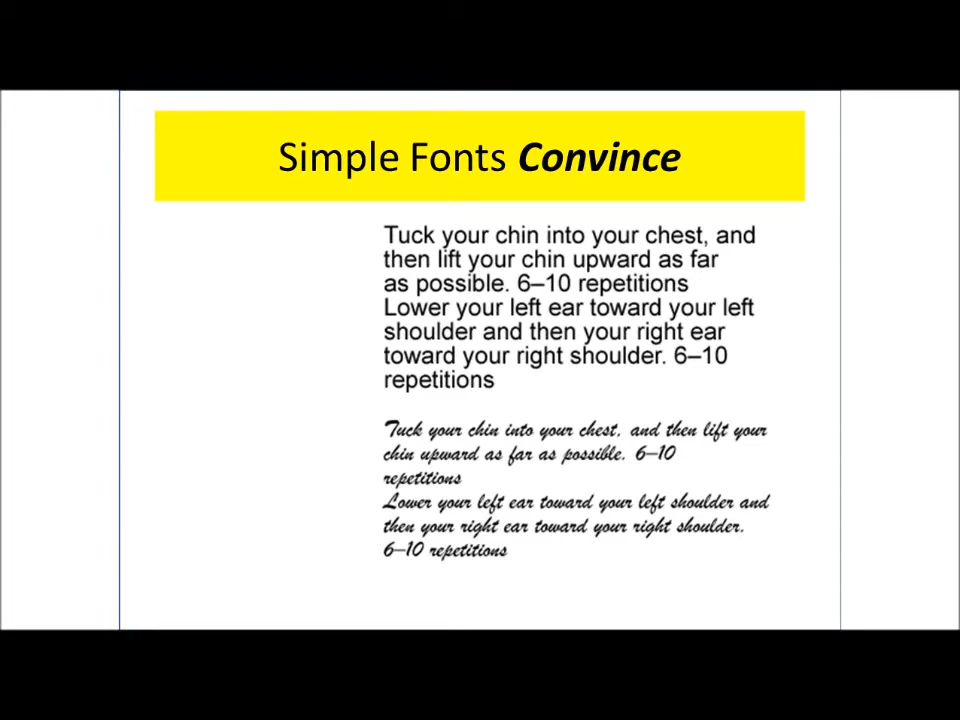 Simple Fonts Convince
Tuck your chin into your chest, and
then lift your chin upward as far
as possible. 6–10 repetitions
Lower your left ear toward your left
shoulder and then your right ear
toward your right shoulder. 6–10
repetitions
Tuck your chin into your chest, and then lift your
chin upward as far as possible. 6–10
repetitions
Lower your left ear toward your left shoulder and
then your right ear toward your right shoulder.
6–10 repetitions